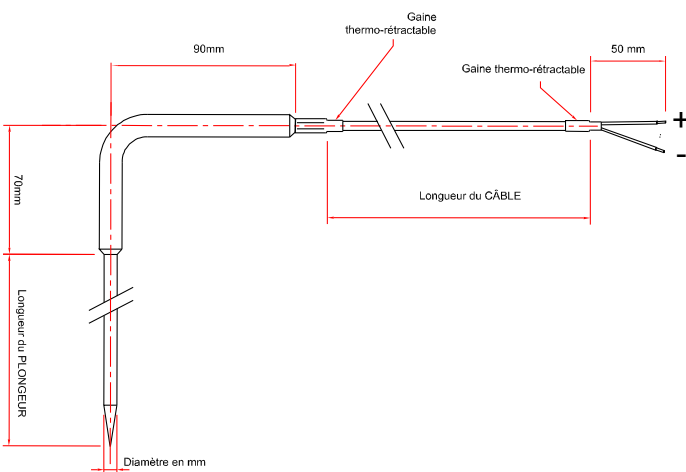 Gaine
thermo-rétractable
90mm
50 mm
Gaine thermo-rétractable
+
-
70mm
Longueur du CÂBLE
Longueur du PLONGEUR
Diamètre en mm